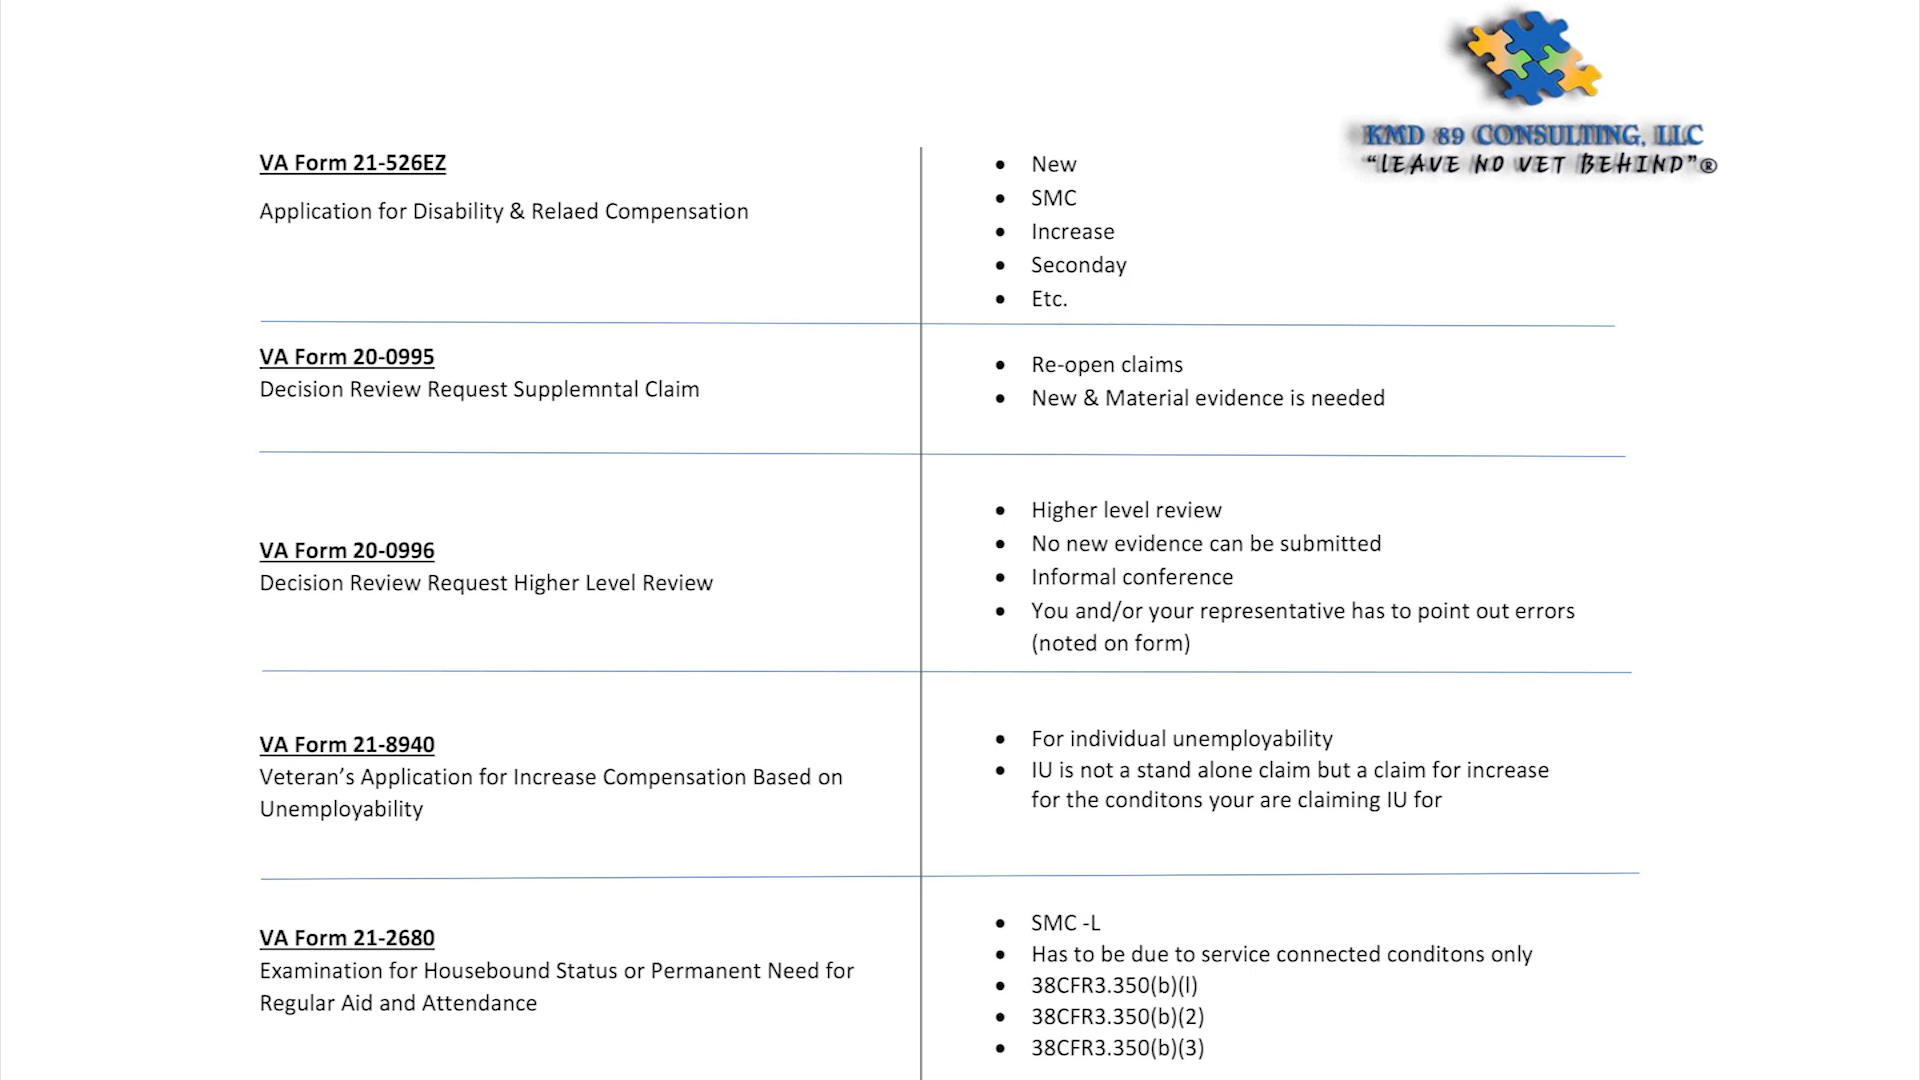 KMD 89 CONSULTING, LLC
“LEAVE NO VET BEHIND”®
VA Form 21-526EZ
Application for Disability & Relaed Compensation
• New
• SMC
• Increase
• Seconday
• Etc.
VA Form 20-0995
Decision Review Request Supplemntal Claim
• Re-open claims
• New & Material evidence is needed
VA Form 20-0996
Decision Review Request Higher Level Review
• Higher level review
• No new evidence can be submitted
• Informal conference
• You and/or your representative has to point out errors
(noted on form)
VA Form 21-8940
Veteran’s Application for Increase Compensation Based on
Unemployability
• For individual unemployability
• IU is not a stand alone claim but a claim for increase
for the conditons your are claiming IU for
VA Form 21-2680
Examination for Housebound Status or Permanent Need for
Regular Aid and Attendance
• SMC -L
• Has to be due to service connected conditons only
• 38CFR3.350(b)(l)
• 38CFR3.350(b)(2)
• 38CFR3.350(b)(3)